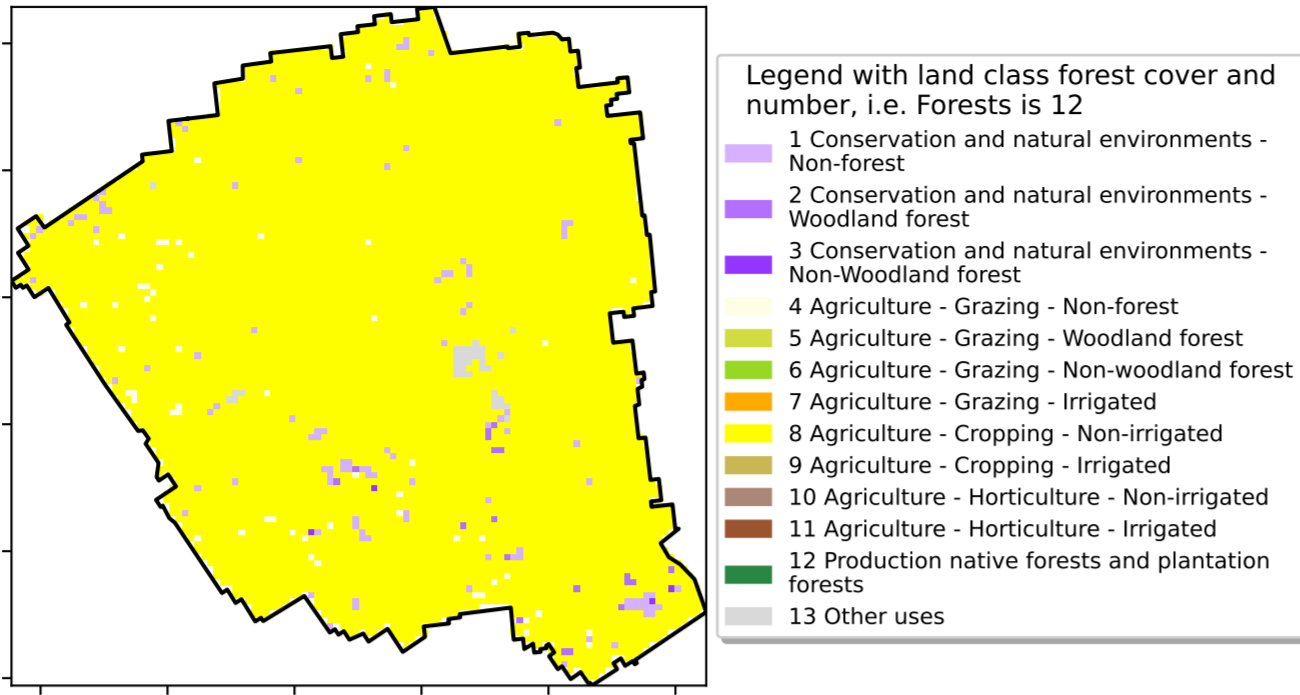 Legend with land class forest cover and
number, i.e. Forests is 12
1 Conservation and natural environments -
Non-forest
2 Conservation and natural environments -
Woodland forest
3 Conservation and natural environments -
Non-Woodland forest
4 Agriculture - Grazing - Non-forest
5 Agriculture - Grazing - Woodland forest
6 Agriculture - Grazing - Non-woodland forest
7 Agriculture - Grazing - Irrigated
8 Agriculture - Cropping - Non-irrigated
9 Agriculture - Cropping - Irrigated
10 Agriculture - Horticulture - Non-irrigated
11 Agriculture - Horticulture - Irrigated
12 Production native forests and plantation
forests
13 Other uses